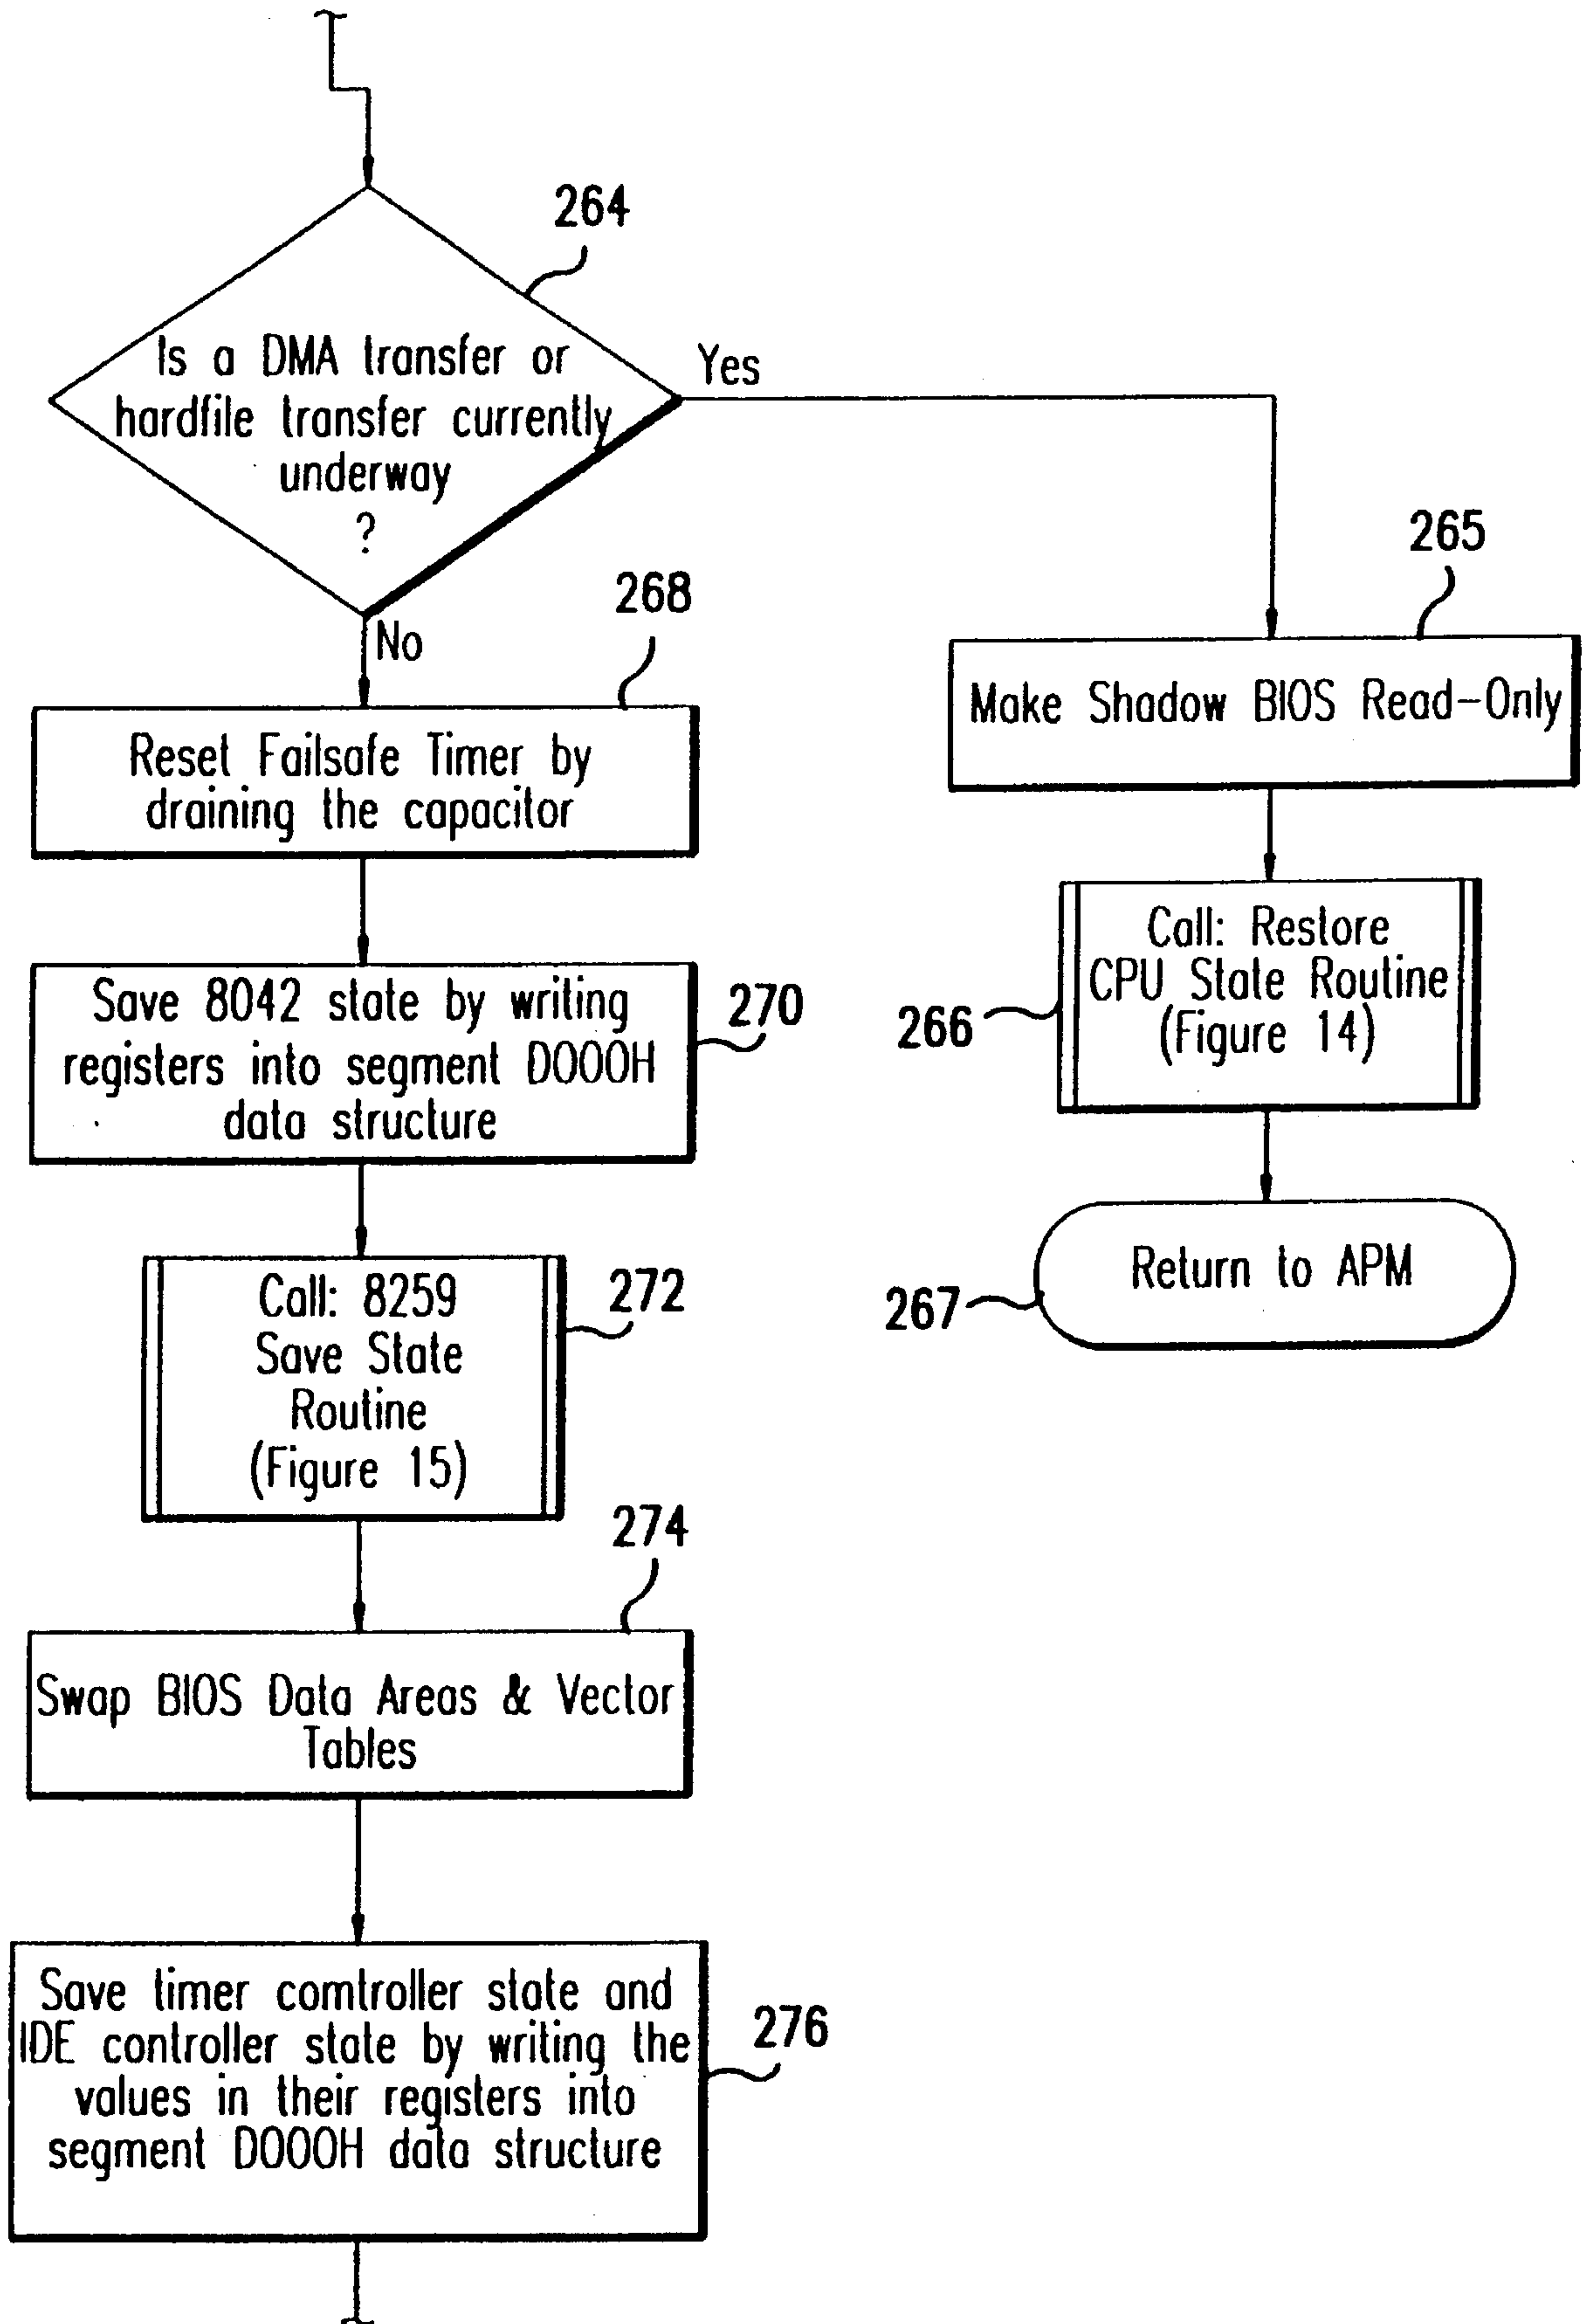 264
Is a DMA transfer or
hardfile transfer currently
underway
?
Yes
No
265
Make Shadow BIOS Read-Only
Call: Restore
CPU State Routine
(Figure 14)
266
Return to APM
267
268
Reset Failsafe Timer by
draining the capacitor
Save 8042 state by writing
registers into segment D000H
data structure
270
Call: 8259
Save State
Routine
(Figure 15)
272
274
Swap BIOS Data Areas & Vector
Tables
Save timer comtroller state and
IDE controller state by writing the
values in their registers into
segment D000H data structure
276